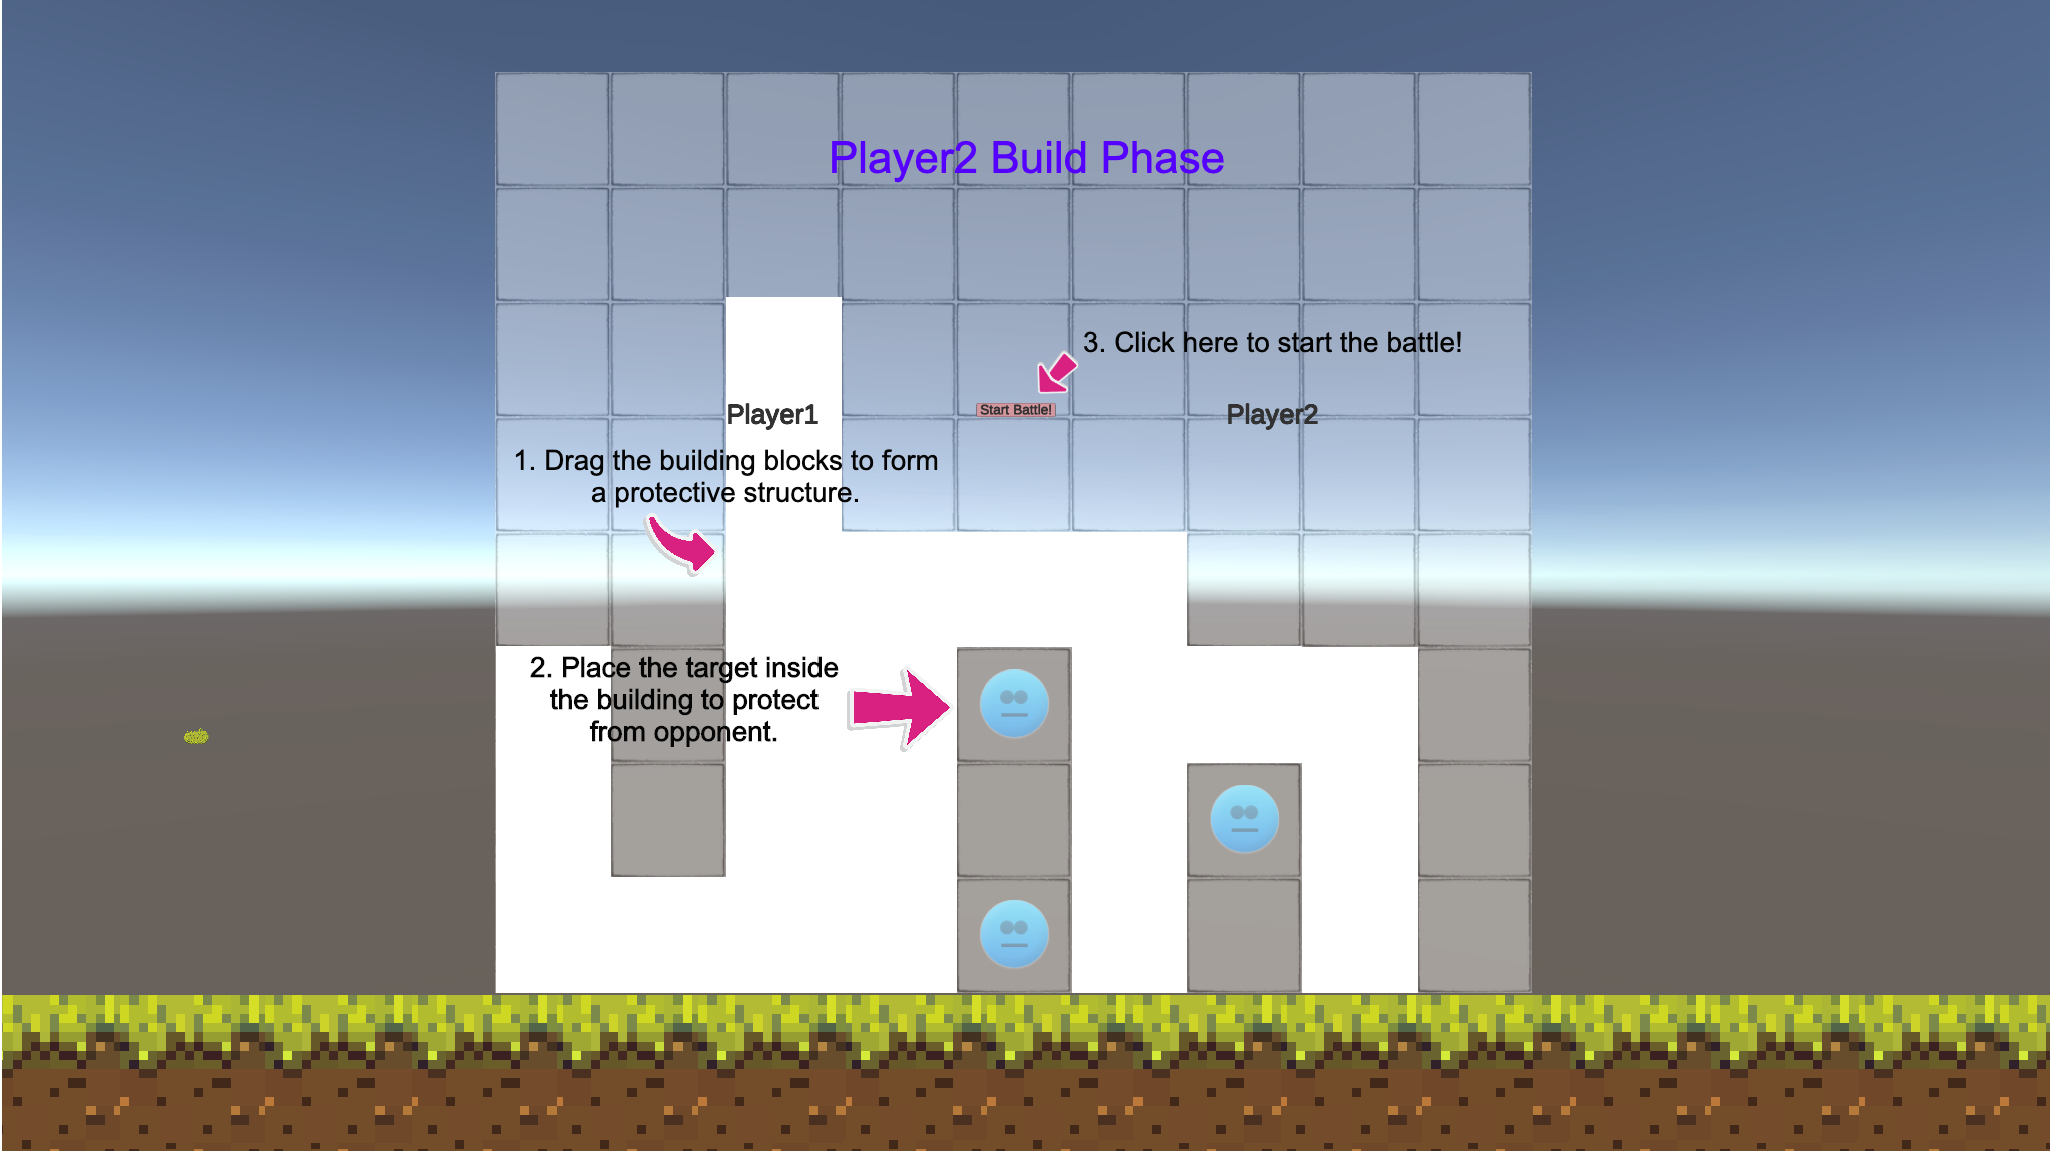 Player2 Build Phase
3. Click here to start the battle!
Start Battle!
Player1
Player2
1. Drag the building blocks to form
a protective structure.
2. Place the target inside
the building to protect
from opponent.